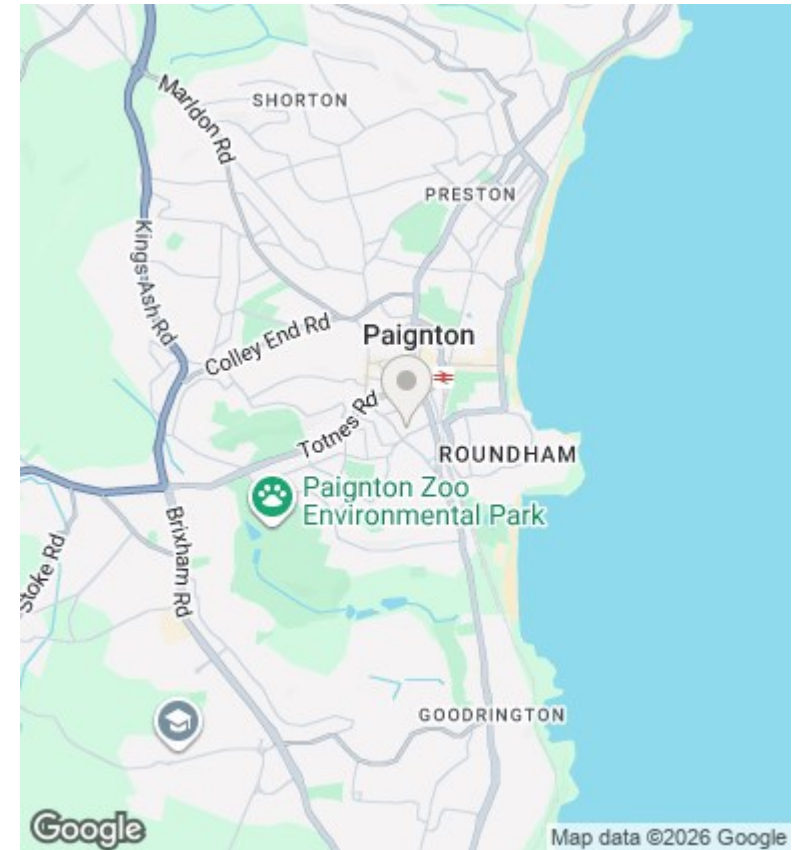 Marldon Rd
SHORTON
PRESTON
Kings Ash Rd
Colley End Rd
Paignton
Totnes Rd
ROUNDHAM
Paignton Zoo
Environmental Park
Stoke Rd
Brixham Rd
GOODRINGTON
Google
Map data ©2026 Google